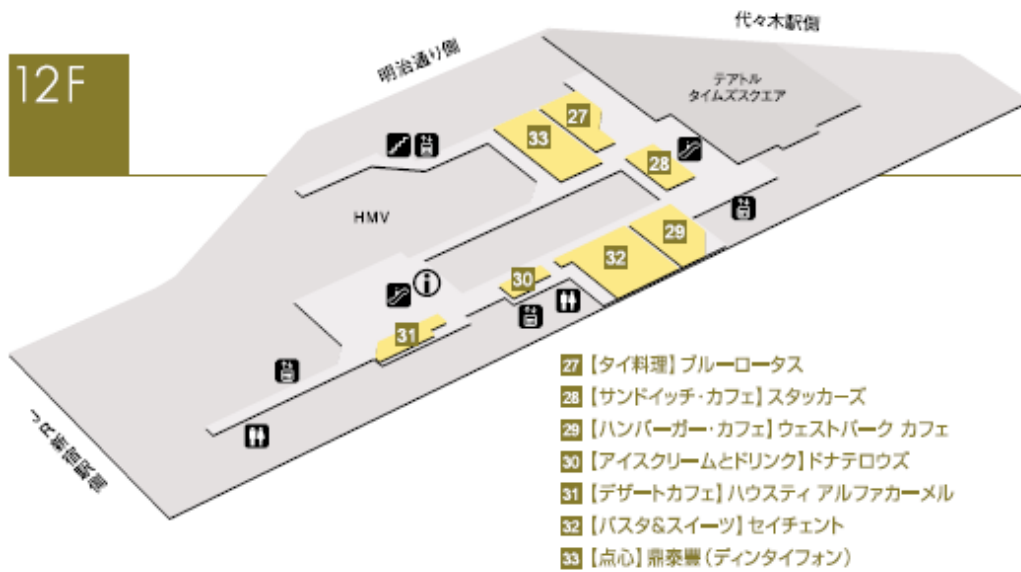 12F
代々木駅側
明治通り側
テアトル
タイムズスクエア
27
33
28
HMV
29
32
30
31
JR新宿駅側
27【タイ料理】ブルーロータス
28【サンドイッチ・カフェ】スタッカーズ
29【ハンバーガー・カフェ】ウェストパーク カフェ
30【アイスクリームとドリンク】ドナテロウズ
31【デザートカフェ】ハウスティ アルファカーメル
32【パスタ&スイーツ】セイチェント
33【点心】鼎泰豐(ディンタイフォン)